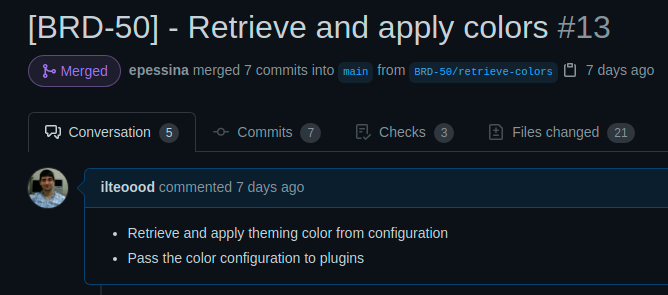 [BRD-50] - Retrieve and apply colors #13
Merged epessina merged 7 commits into main from BRD-50/retrieve-colors 7 days ago
Conversation 5 Commits 7 Checks 3 Files changed 21
ilteoood commented 7 days ago
• Retrieve and apply theming color from configuration
• Pass the color configuration to plugins